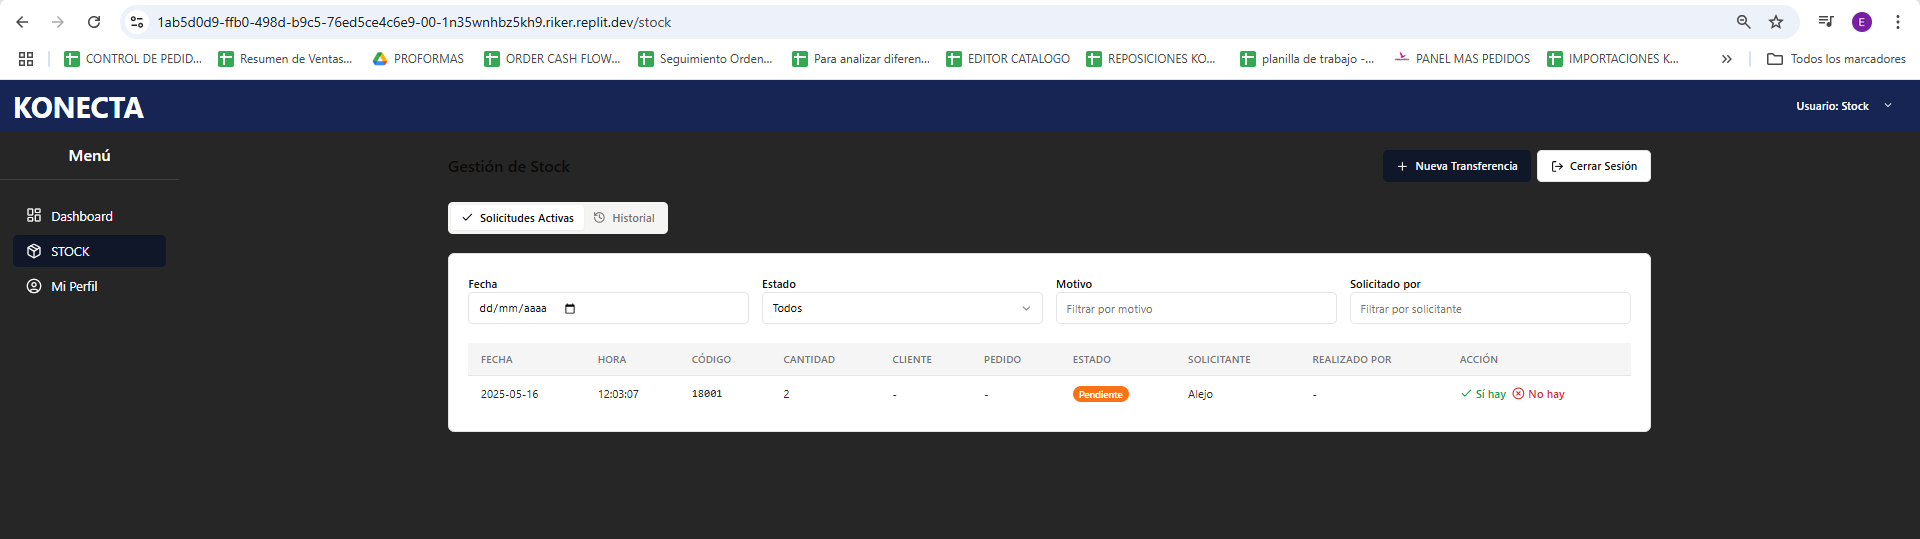 1ab5d0d9-ffb0-498d-b9c5-76ed5ce4c6e9-00-1n35wnhbz5kh9.riker.replit.dev/stock
E
CONTROL DE PEDID... Resumen de Ventas... PROFORMAS ORDER CASH FLOW... Seguimiento Orden... Para analizar diferen... EDITOR CATALOGO REPOSICIONES KO... planilla de trabajo -... PANEL MAS PEDIDOS IMPORTACIONES K... Todos los marcadores
KONECTA Usuario: Stock
Menú
Dashboard
STOCK
Mi Perfil
Gestión de Stock
Nueva Transferencia Cerrar Sesión
Solicitudes Activas Historial
Fecha Estado Motivo Solicitado por
dd/mm/aaaa Todos Filtrar por motivo Filtrar por solicitante
FECHA HORA CÓDIGO CANTIDAD CLIENTE PEDIDO ESTADO SOLICITANTE REALIZADO POR ACCIÓN
2025-05-16 12:03:07 18001 2 - - Pendiente Alejo - Sí hay No hay